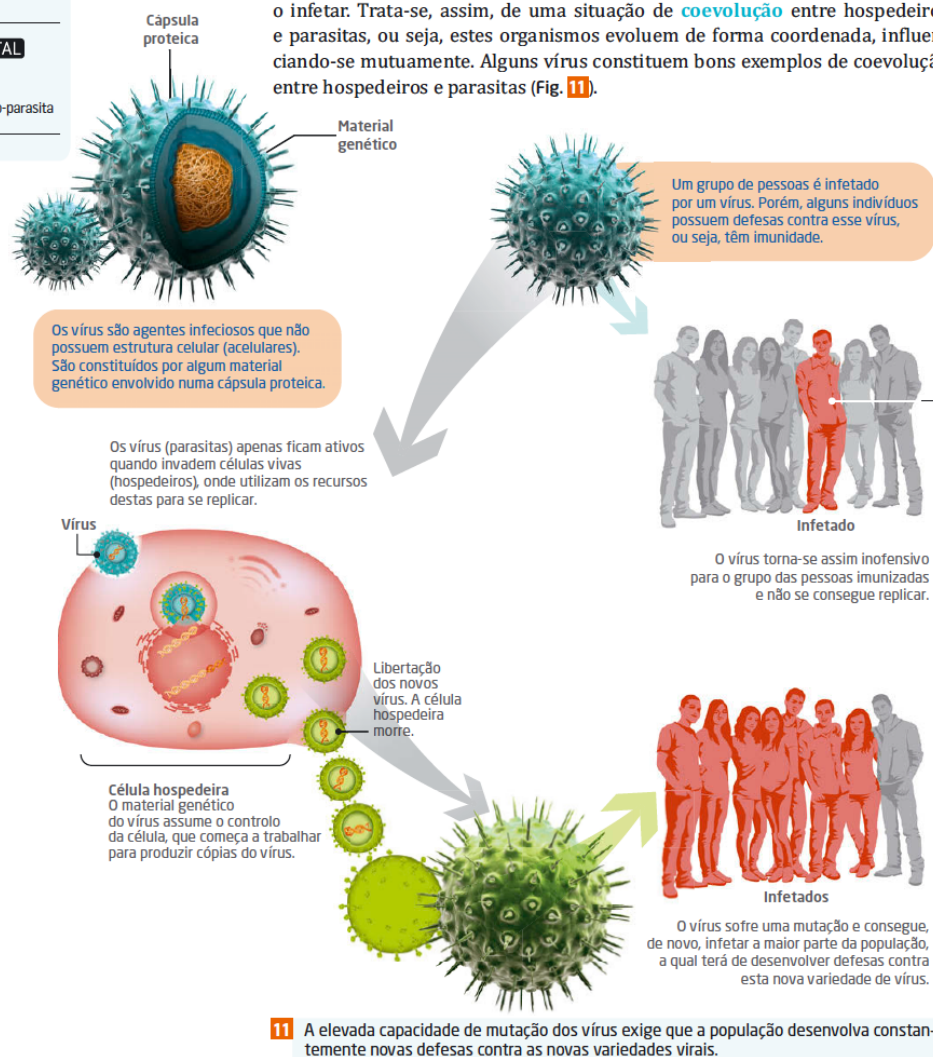 o infetar. Trata-se, assim, de uma situação de coevolução entre
e parasitas, ou seja, estes organismos evoluem de forma coordenada,
ciando-se mutuamente. Alguns vírus constituem bons exemplos de
entre hospedeiros e parasitas (Fig. 11).
-parasita
Cápsula
proteica
Material
genético
Um grupo de pessoas é infetado
por um vírus. Porém, alguns indivíduos
possuem defesas contra esse vírus,
ou seja, têm imunidade.
Os vírus são agentes infeciosos que não
possuem estrutura celular (acelulares).
São constituídos por algum material
genético envolvido numa cápsula proteica.
Os vírus (parasitas) apenas ficam ativos
quando invadem células vivas
(hospedeiros), onde utilizam os recursos
destas para se replicar.
Infetado
O vírus torna-se assim inofensivo
para o grupo das pessoas imunizadas
e não se consegue replicar.
Vírus
Libertação
dos novos
vírus. A célula
hospedeira
morre.
Célula hospedeira
O material genético
do vírus assume o controlo
da célula, que começa a trabalhar
para produzir cópias do vírus.
Infetados
O vírus sofre uma mutação e consegue,
de novo, infetar a maior parte da população,
a qual terá de desenvolver defesas contra
esta nova variedade de vírus.
11 A elevada capacidade de mutação dos vírus exige que a população desenvolva constan-
temente novas defesas contra as novas variedades virais.